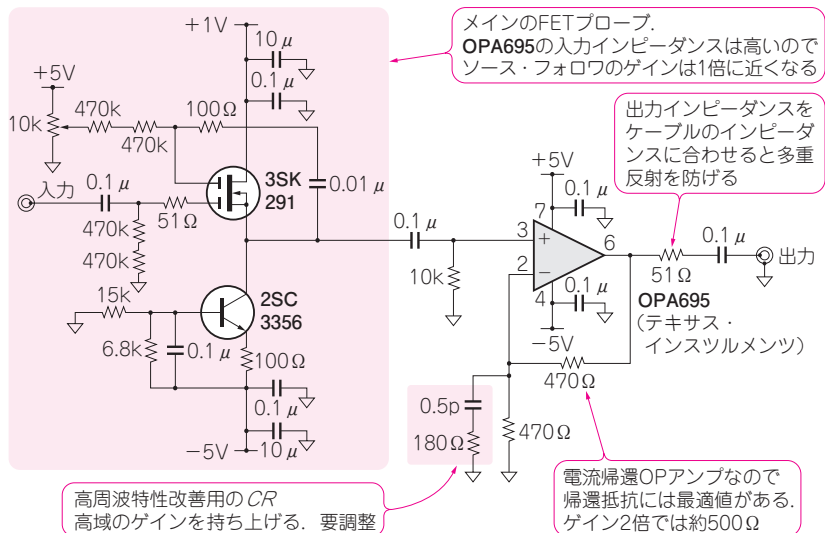 +1V
10μ
0.1μ
+5V
10k
470k
470k
100Ω
入力
0.1μ
51Ω
3SK
291
0.01μ
470k
470k
15k
2SC
3356
6.8k
0.1μ
100Ω
0.1μ
−5V
10μ
メインのFETプローブ.
OPA695の入力インピーダンスは高いので
ソース・フォロワのゲインは1倍に近くなる
出力インピーダンスを
ケーブルのインピーダ
ンスに合わせると多重
反射を防げる
+5V
0.1μ
7
0.1μ
3
+
6
2
−
4
0.1μ
−5V
10k
51Ω
0.1μ
出力
OPA695
(テキサス・
インスツルメンツ)
470Ω
0.5p
180Ω
470Ω
高周波特性改善用のCR
高域のゲインを持ち上げる. 要調整
電流帰還OPアンプなので
帰還抵抗には最適値がある.
ゲイン2倍では約500Ω